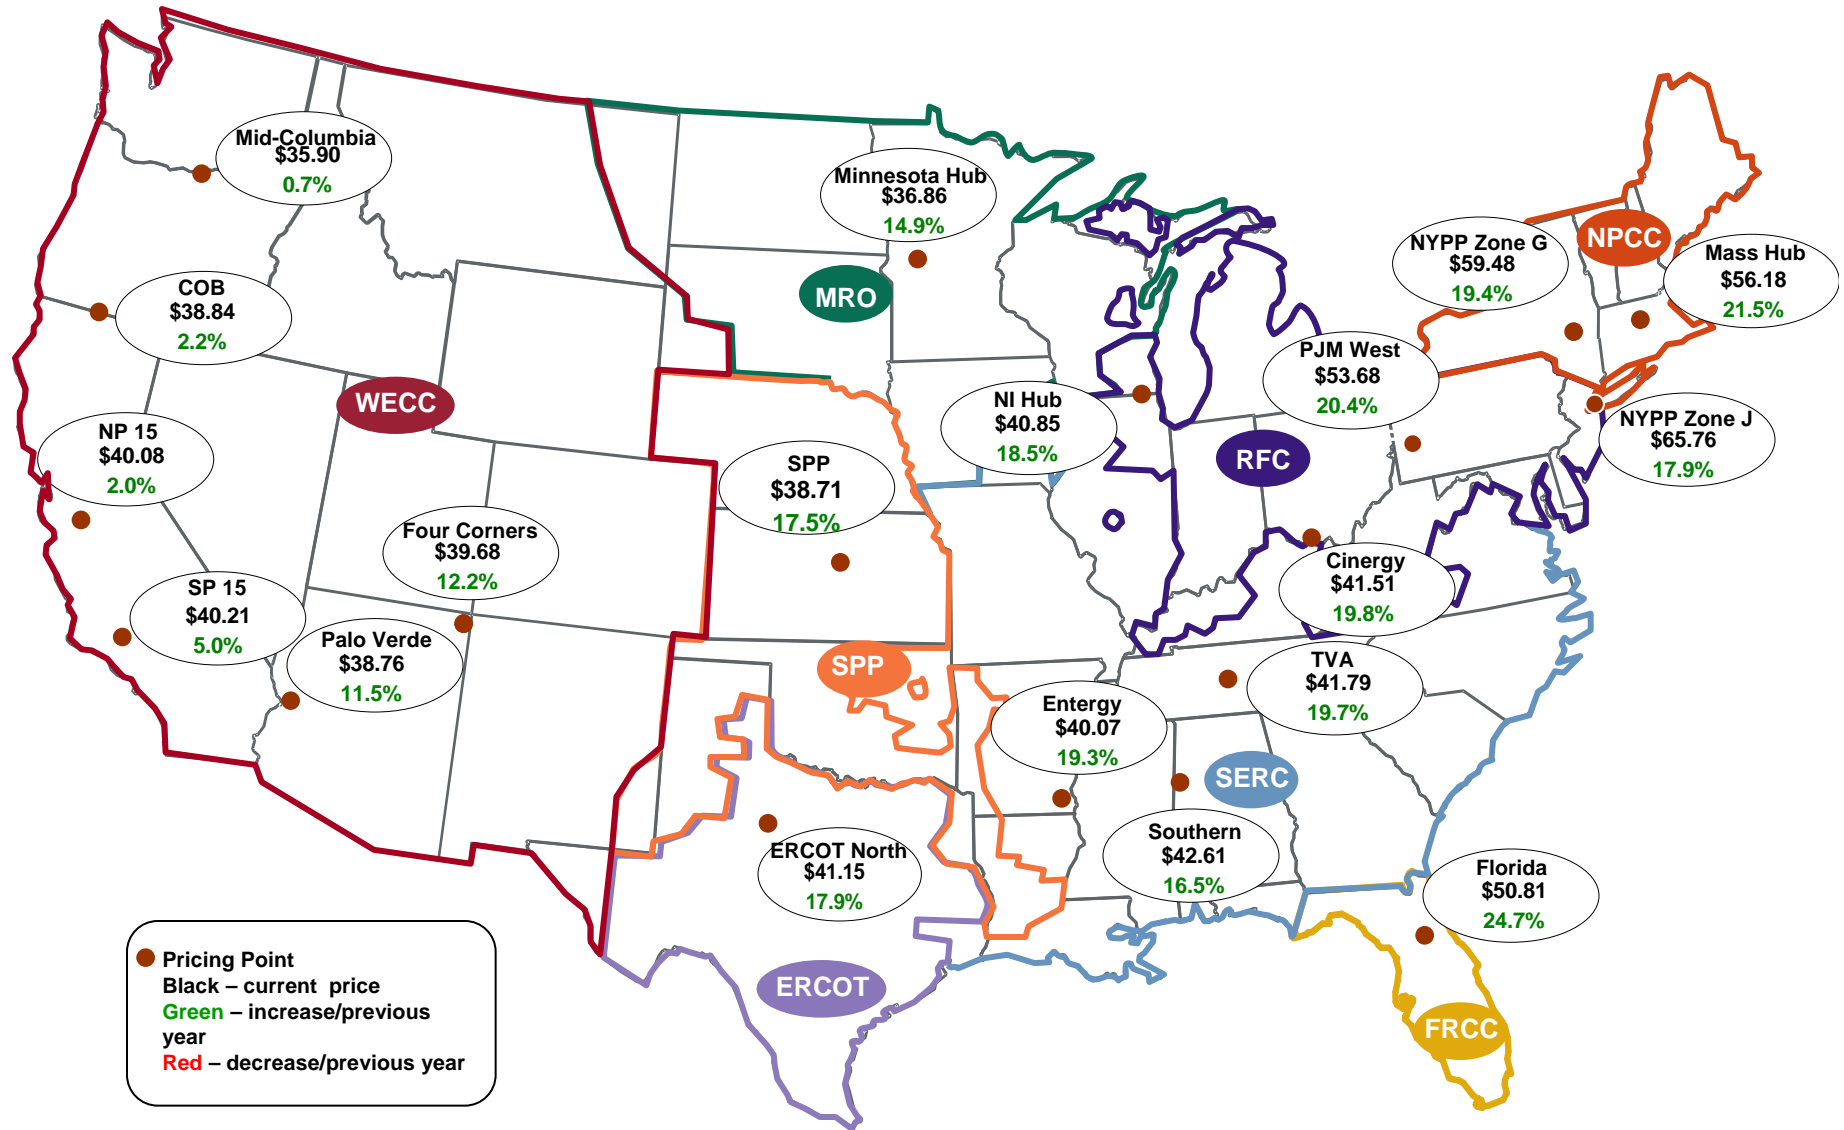 Mid-Columbia
$35.90
0.7%
Minnesota Hub
$36.86
14.9%
NYPP Zone G
$59.48
19.4%
NPCC
Mass Hub
$56.18
21.5%
COB
$38.84
2.2%
MRO
PJM West
$53.68
20.4%
WECC
NI Hub
$40.85
18.5%
NYPP Zone J
$65.76
17.9%
NP 15
$40.08
2.0%
SPP
$38.71
17.5%
RFC
Four Corners
$39.68
12.2%
Cinergy
$41.51
19.8%
SP 15
$40.21
5.0%
Palo Verde
$38.76
11.5%
SPP
TVA
$41.79
19.7%
Entergy
$40.07
19.3%
SERC
Southern
$42.61
16.5%
ERCOT North
$41.15
17.9%
Florida
$50.81
24.7%
ERCOT
FRCC
Pricing Point
Black – current price
Green – increase/previous
year
Red – decrease/previous year